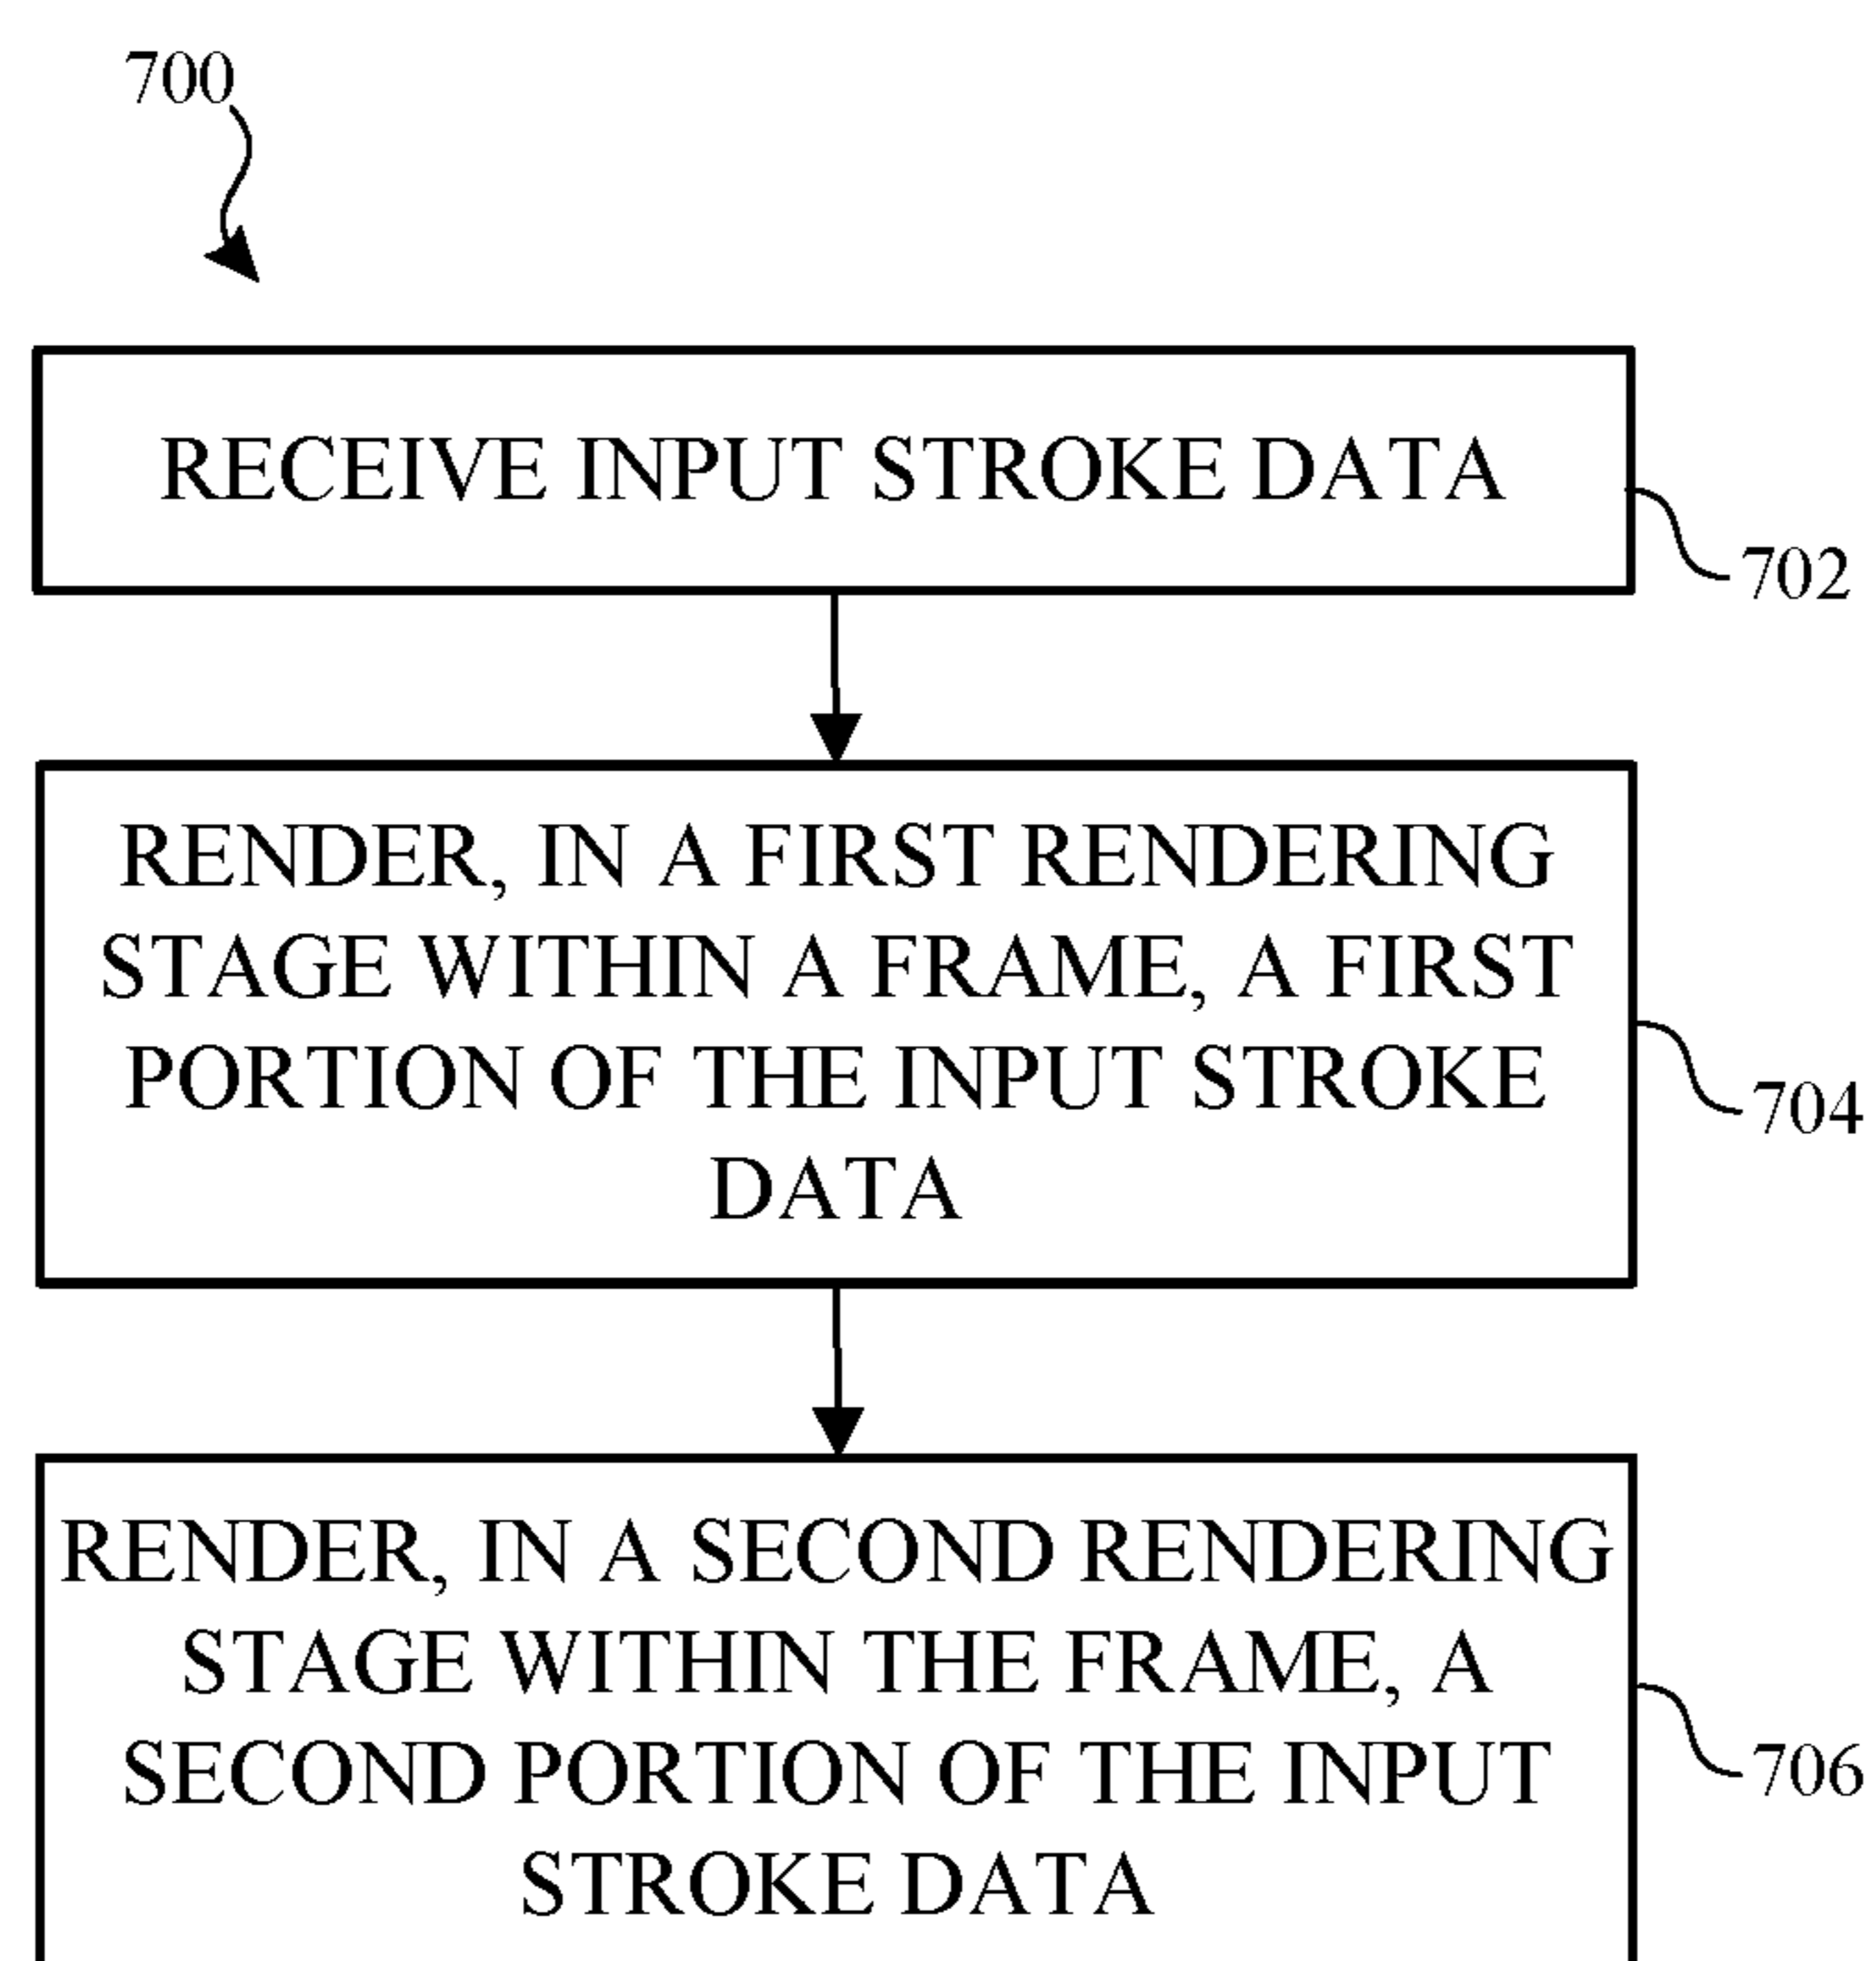 700
RECEIVE INPUT STROKE DATA
702
RENDER, IN A FIRST RENDERING
STAGE WITHIN A FRAME, A FIRST
PORTION OF THE INPUT STROKE
DATA
704
RENDER, IN A SECOND RENDERING
STAGE WITHIN THE FRAME, A
SECOND PORTION OF THE INPUT
STROKE DATA
706